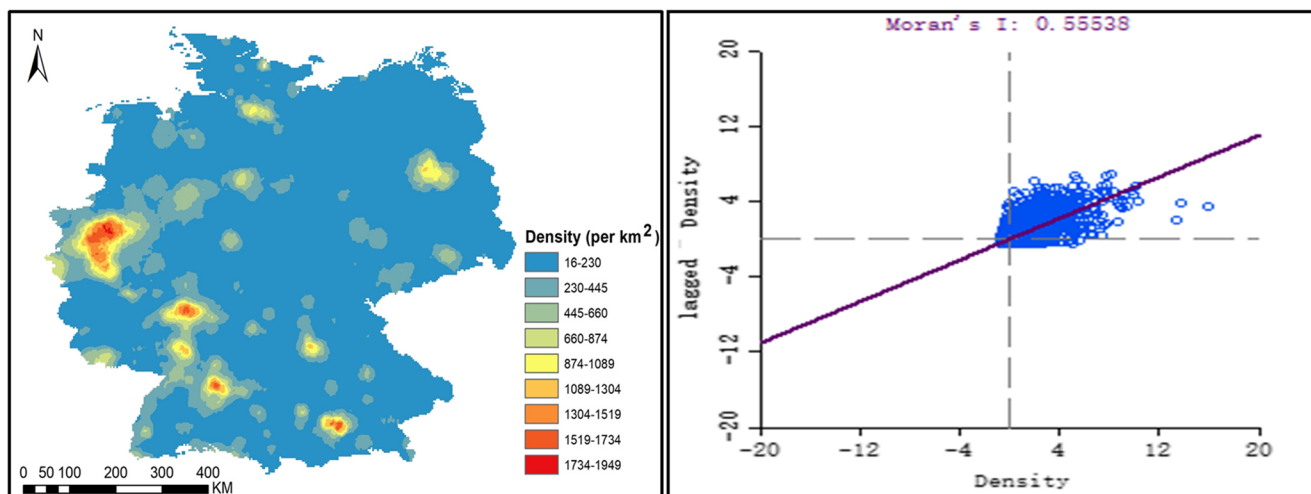 N
Density (per km2)
16-230
230-445
445-660
660-874
874-1089
1089-1304
1304-1519
1519-1734
1734-1949
0 50 100 200 300 400
KM
Moran's I: 0.55538
20
12
4
-4
-12
-20
lagged Density
-20 -4 4 12 20
Density